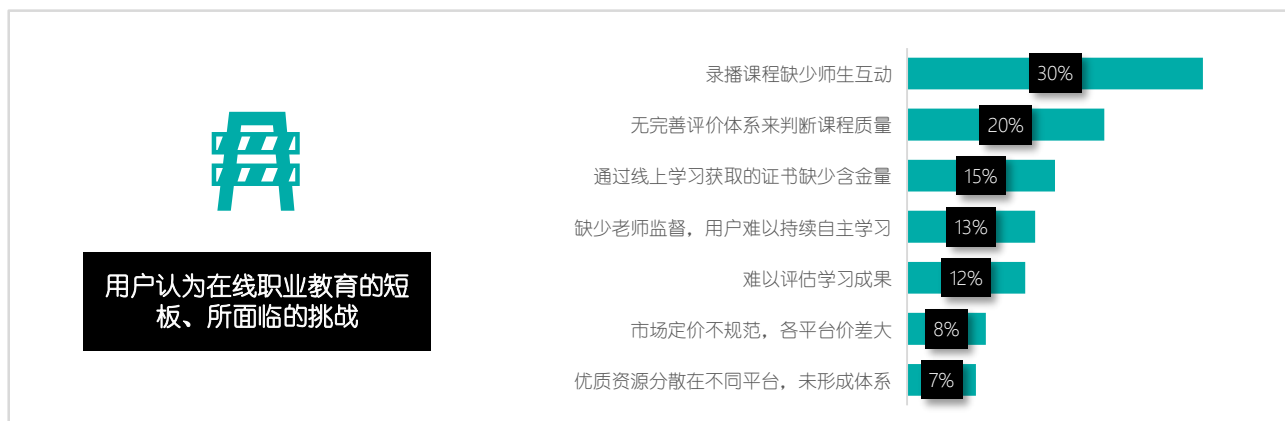 录播课程缺少师生互动 30%
无完善评价体系来判断课程质量 20%
通过线上学习获取的证书缺少含金量 15%
缺少老师监督，用户难以持续自主学习 13%
难以评估学习成果 12%
市场定价不规范，各平台价差大 8%
优质资源分散在不同平台，未形成体系 7%
用户认为在线职业教育的短
板、所面临的挑战